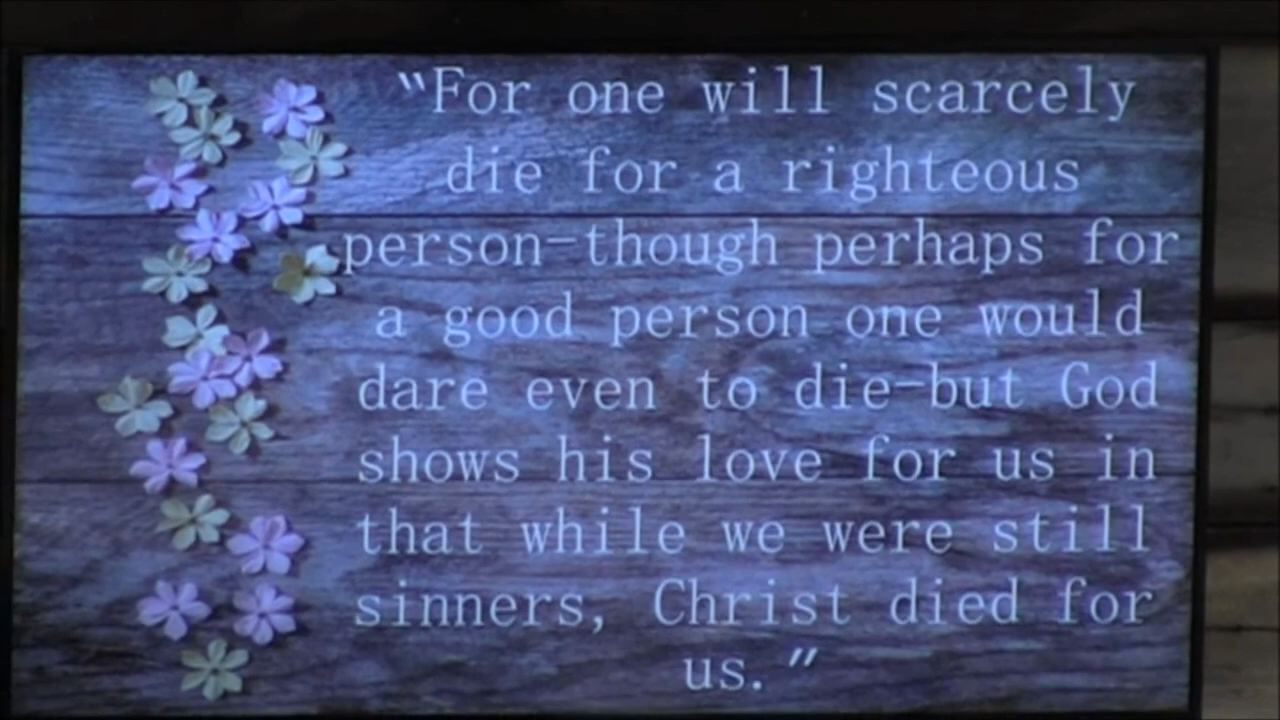 “For one will scarcely
die for a righteous
person-though perhaps for
a good person one would
dare even to die-but God
shows his love for us in
that while we were still
sinners, Christ died for
us.”